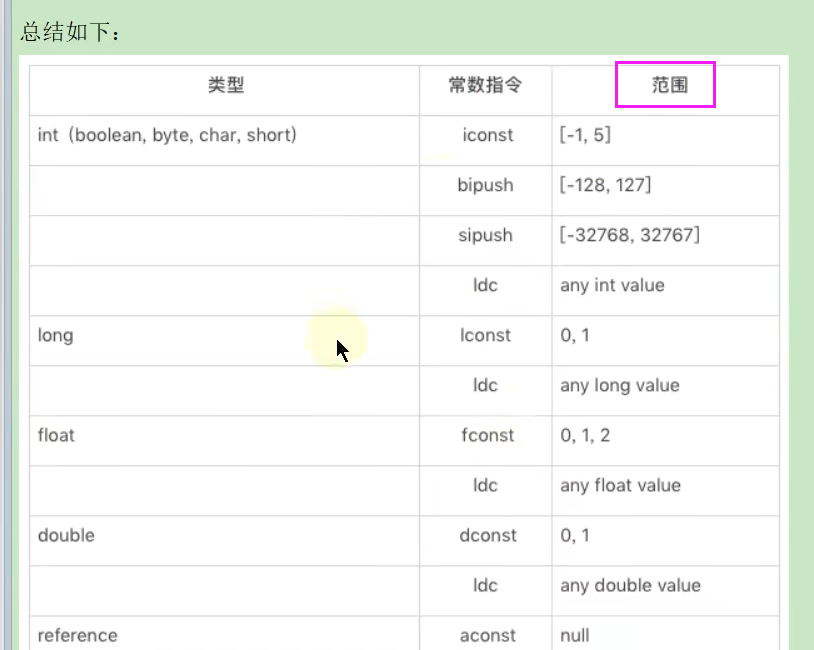 总结如下：
类型 常数指令 范围
int（boolean, byte, char, short） iconst [-1, 5]
bipush [-128, 127]
sipush [-32768, 32767]
ldc any int value
long lconst 0, 1
ldc any long value
float fconst 0, 1, 2
ldc any float value
double dconst 0, 1
ldc any double value
reference aconst null